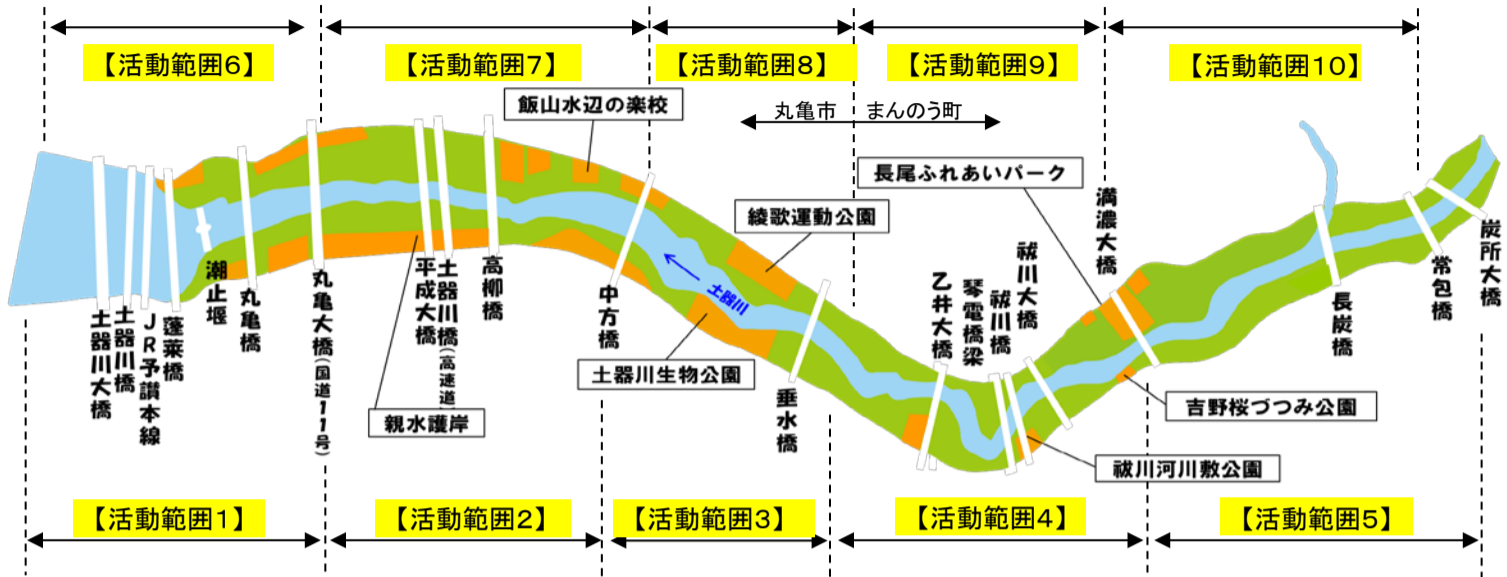 【活動範囲6】
【活動範囲7】
【活動範囲8】
【活動範囲9】
【活動範囲10】
飯山水辺の楽校
丸亀市
まんのう町
長尾ふれあいパーク
綾歌運動公園
満濃大橋
土器川
潮止堰
丸亀橋
丸亀大橋(国道11号)
平成大橋
土器川橋(高速道
高柳橋
中方橋
土器川大橋
土器川橋
JR予讃本線
蓬莱橋
乙井大橋
琴電橋梁
祓川橋
祓川大橋
長炭橋
常包橋
炭所大橋
土器川生物公園
親水護岸
垂水橋
吉野桜づつみ公園
祓川河川敷公園
【活動範囲1】
【活動範囲2】
【活動範囲3】
【活動範囲4】
【活動範囲5】